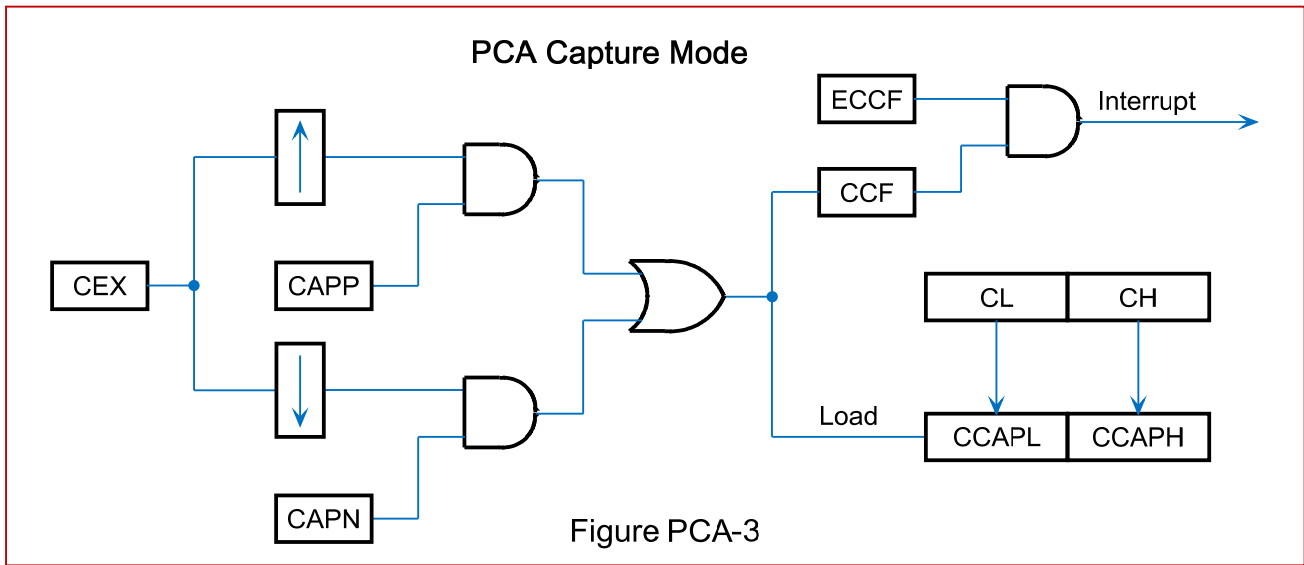 PCA Capture Mode
ECCF
Interrupt
CCF
CEX
CAPP
CL
CH
Load
CCAPL
CCAPH
CAPN
Figure PCA-3